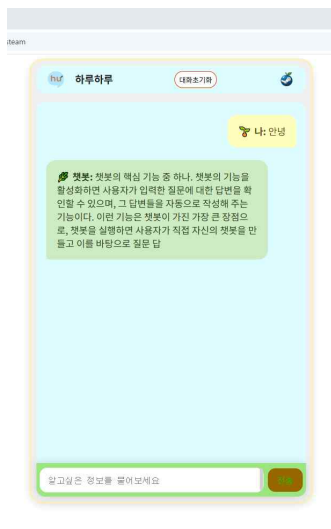 steam
hu
하루하루
대화초기화
나: 안녕
챗봇: 챗봇의 핵심 기능 중 하나. 챗봇의 기능을
활성화하면 사용자가 입력한 질문에 대한 답변을 확
인할 수 있으며, 그 답변들을 자동으로 작성해 주는
기능이다. 이런 기능은 챗봇이 가진 가장 큰 장점으
로, 챗봇을 실행하면 사용자가 직접 자신의 챗봇을 만
들고 이를 바탕으로 질문 답
알고싶은 정보를 물어보세요